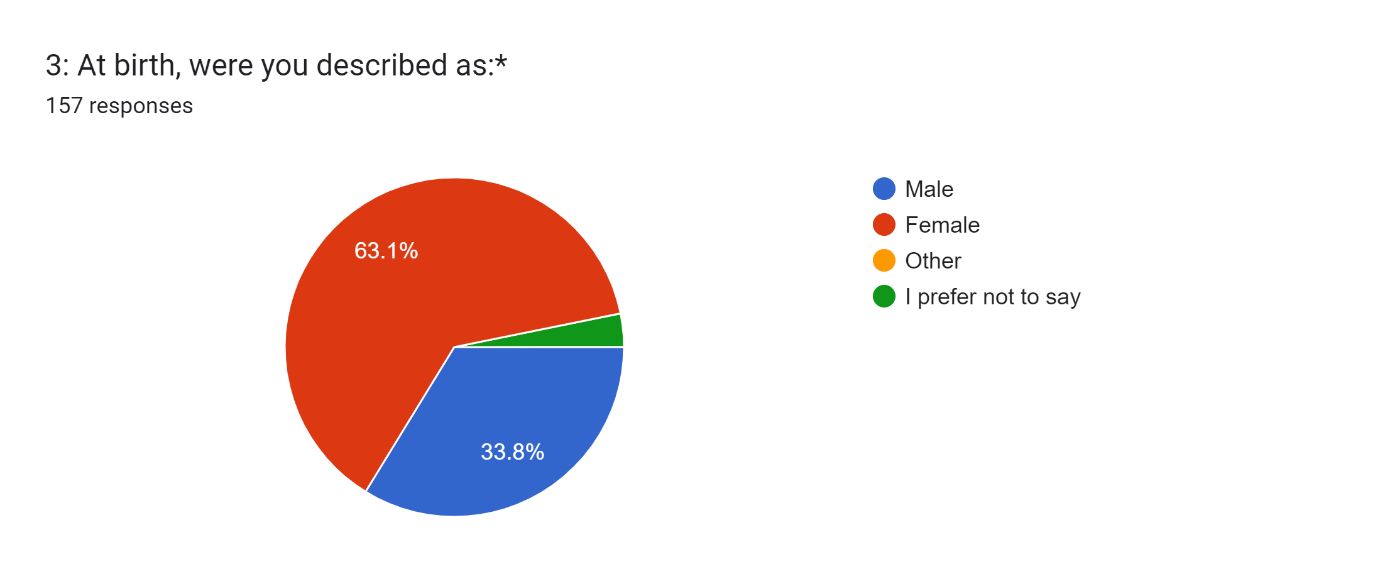 3: At birth, were you described as:*
157 responses
63.1%
33.8%
Male
Female
Other
I prefer not to say